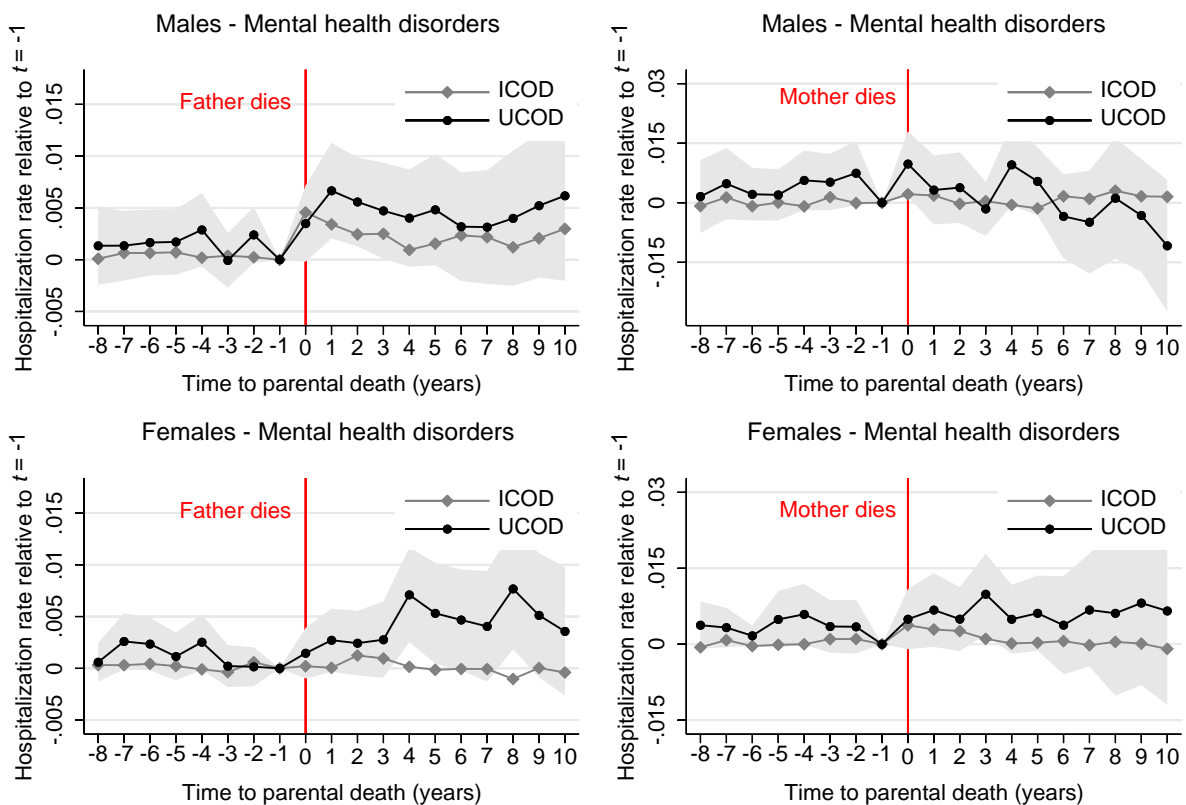 Males - Mental health disorders
Hospitalization rate relative to t = -1
.015
.01
.005
0
-.005
Father dies
ICOD
UCOD
-8 -7 -6 -5 -4 -3 -2 -1 0 1 2 3 4 5 6 7 8 9 10
Time to parental death (years)
Males - Mental health disorders
Hospitalization rate relative to t = -1
.03
.015
0
-.015
Mother dies
ICOD
UCOD
-8 -7 -6 -5 -4 -3 -2 -1 0 1 2 3 4 5 6 7 8 9 10
Time to parental death (years)
Females - Mental health disorders
Hospitalization rate relative to t = -1
.015
.01
.005
0
-.005
Father dies
ICOD
UCOD
-8 -7 -6 -5 -4 -3 -2 -1 0 1 2 3 4 5 6 7 8 9 10
Time to parental death (years)
Females - Mental health disorders
Hospitalization rate relative to t = -1
.03
.015
0
-.015
Mother dies
ICOD
UCOD
-8 -7 -6 -5 -4 -3 -2 -1 0 1 2 3 4 5 6 7 8 9 10
Time to parental death (years)